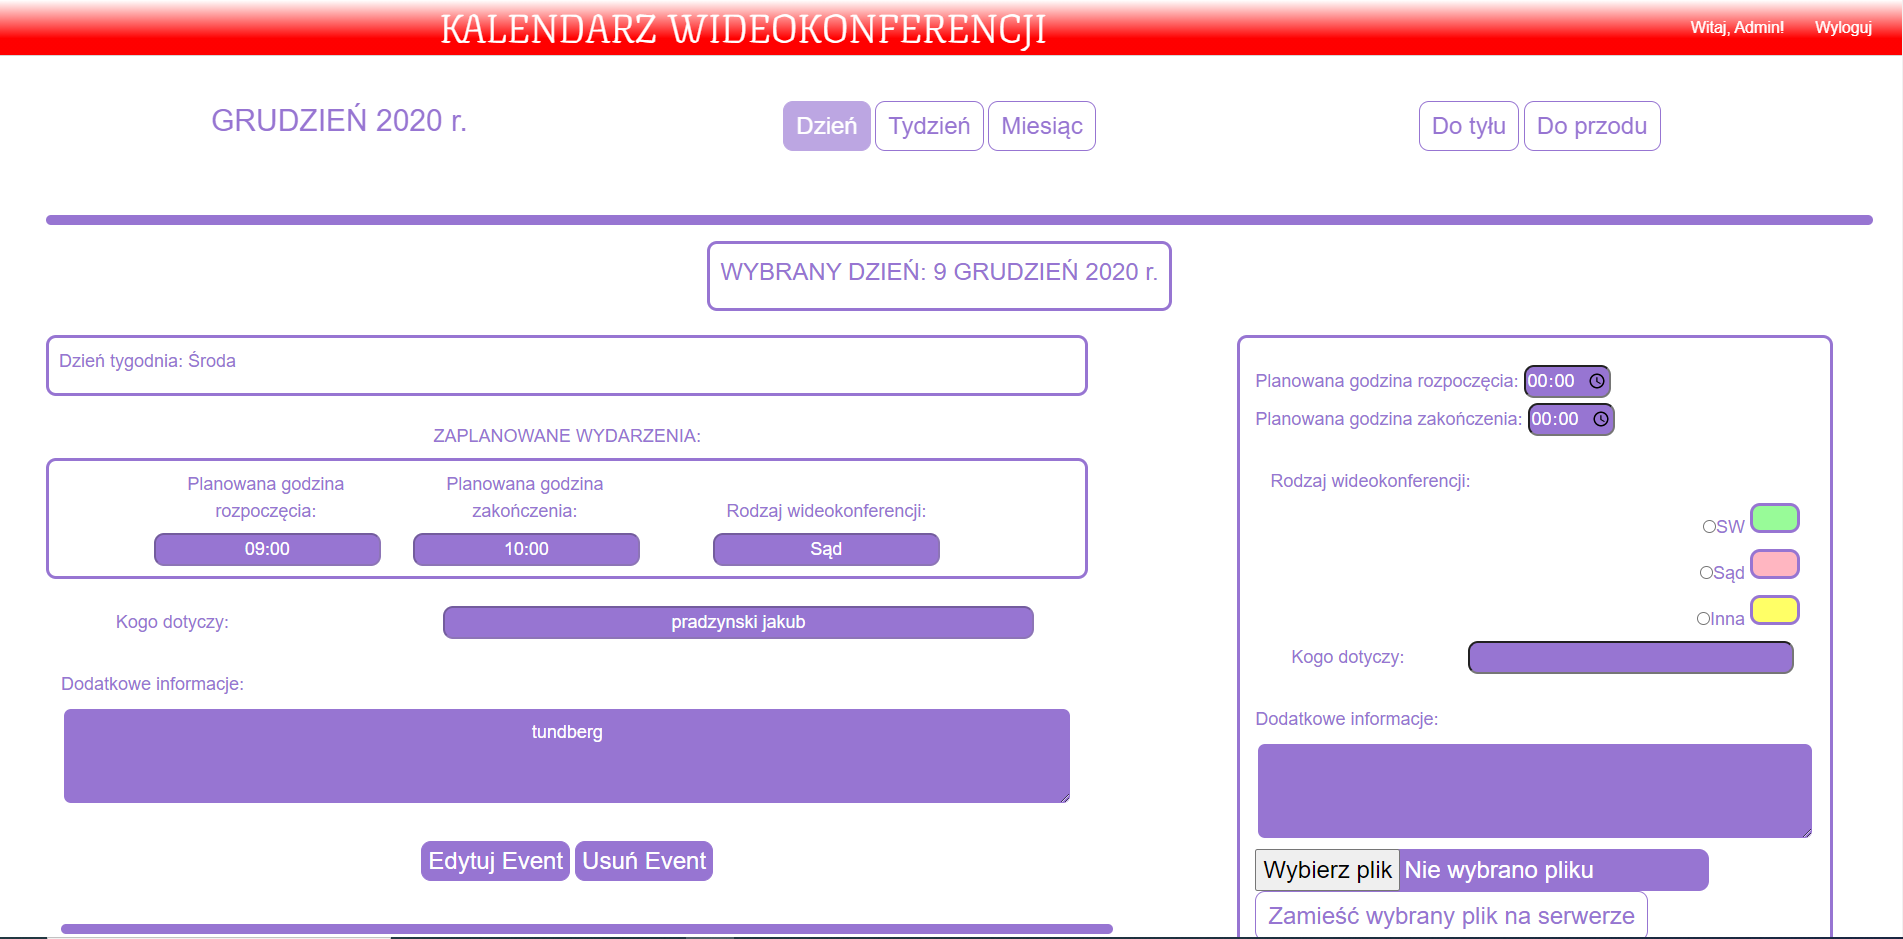 KALENDARZ WIDEOKONFERENCJI
Witaj, Admin! Wyloguj
GRUDZIEŃ 2020 r.
Dzień Tydzień Miesiąc
Do tyłu Do przodu
WYBRANY DZIEŃ: 9 GRUDZIEŃ 2020 r.
Dzień tygodnia: Środa
ZAPLANOWANE WYDARZENIA:
Planowana godzina
rozpoczęcia:
09:00
Planowana godzina
zakończenia:
10:00
Rodzaj wideokonferencji:
Sąd
Kogo dotyczy: pradzynski jakub
Dodatkowe informacje:
tundberg
Edytuj Event Usuń Event
Planowana godzina rozpoczęcia: 00:00
Planowana godzina zakończenia: 00:00
Rodzaj wideokonferencji:
SW
Sąd
Inna
Kogo dotyczy:
Dodatkowe informacje:
Wybierz plik Nie wybrano pliku
Zamieść wybrany plik na serwerze